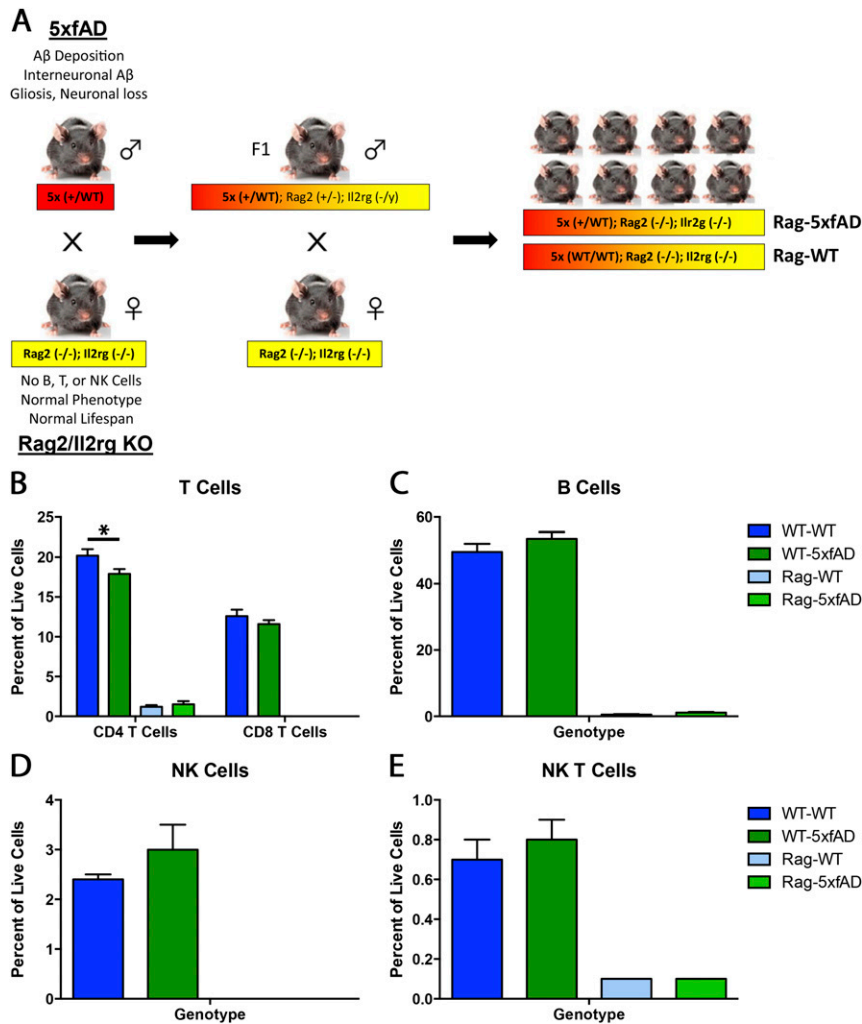 A
5xfAD
Aβ Deposition
Interneuronal Aβ
Gliosis, Neuronal loss
♂
5x (+/WT)
X
♀
Rag2 (-/-); Il2rg (-/-)
No B, T, or NK Cells
Normal Phenotype
Normal Lifespan
Rag2/Il2rg KO
F1
♂
5x (+/WT); Rag2 (+/-); Il2rg (-/y)
X
♀
Rag2 (-/-); Il2rg (-/-)
5x (+/WT); Rag2 (-/-); Ilr2g (-/-)
Rag-5xfAD
5x (WT/WT); Rag2 (-/-); Il2rg (-/-)
Rag-WT
B
T Cells
Percent of Live Cells
25
20
15
10
5
0
*
CD4 T Cells
CD8 T Cells
C
B Cells
Percent of Live Cells
60
40
20
0
Genotype
WT-WT
WT-5xfAD
Rag-WT
Rag-5xfAD
D
NK Cells
Percent of Live Cells
4
3
2
1
0
Genotype
E
NK T Cells
Percent of Live Cells
1.0
0.8
0.6
0.4
0.2
0.0
Genotype
WT-WT
WT-5xfAD
Rag-WT
Rag-5xfAD